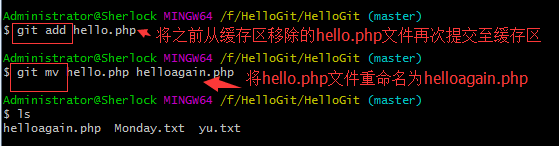 Administrator@Sherlock MINGW64 /f/HelloGit/HelloGit (master)
$ git add hello.php 将之前从缓存区移除的hello.php文件再次提交至缓存区
Administrator@Sherlock MINGW64 /f/HelloGit/HelloGit (master)
$ git mv hello.php helloagain.php
将hello.php文件重命名为helloagain.php
Administrator@Sherlock MINGW64 /f/HelloGit/HelloGit (master)
$ ls
helloagain.php Monday.txt yu.txt